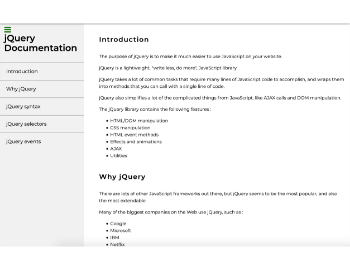 jQuery
Documentation
Introduction
Why jQuery
jQuery syntax
jQuery selectors
jQuery events
Introduction
The purpose of jQuery is to make it much easier to use JavaScript on your website.
jQuery is a lightweight, "write less, do more", JavaScript library.
jQuery takes a lot of common tasks that require many lines of JavaScript code to accomplish, and wraps them
into methods that you can call with a single line of code.
jQuery also simplifies a lot of the complicated things from JavaScript, like AJAX calls and DOM manipulation.
The jQuery library contains the following features:
• HTML/DOM manipulation
• CSS manipulation
• HTML event methods
• Effects and animations
• AJAX
• Utilities
Why jQuery
There are lots of other JavaScript frameworks out there, but jQuery seems to be the most popular, and also
the most extendable.
Many of the biggest companies on the Web use jQuery, such as:
• Google
• Microsoft
• IBM
• Netflix